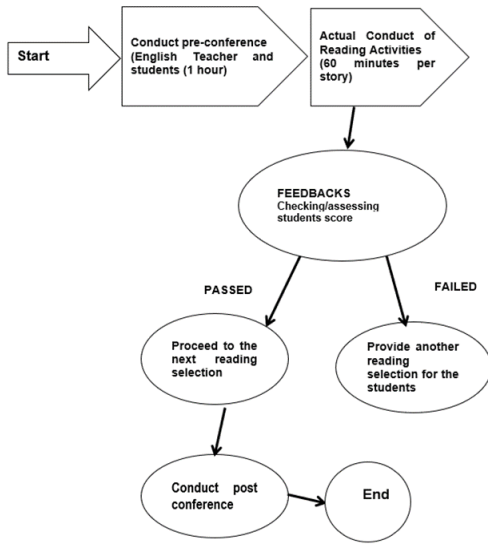 Start
Conduct pre-conference
(English Teacher and
students (1 hour)
Actual Conduct of
Reading Activities
(60 minutes per
story)
FEEDBACKS
Checking/assessing
students score
PASSED
FAILED
Proceed to the
next reading
selection
Provide another
reading
selection for the
students
Conduct post
conference
End